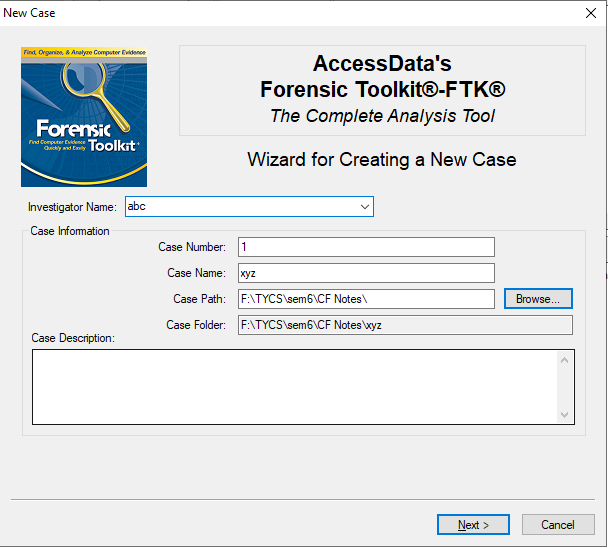 New Case
Find, Organize, & Analyze Computer Evidence
Forensic
Toolkit
Find Computer Evidence
Quickly and Easily
AccessData's
Forensic Toolkit®-FTK®
The Complete Analysis Tool
Wizard for Creating a New Case
Investigator Name: abc
Case Information
Case Number: 1
Case Name: xyz
Case Path: F:\TYCS\sem6\CF Notes\ Browse...
Case Folder: F:\TYCS\sem6\CF Notes\xyz
Case Description:
Next > Cancel